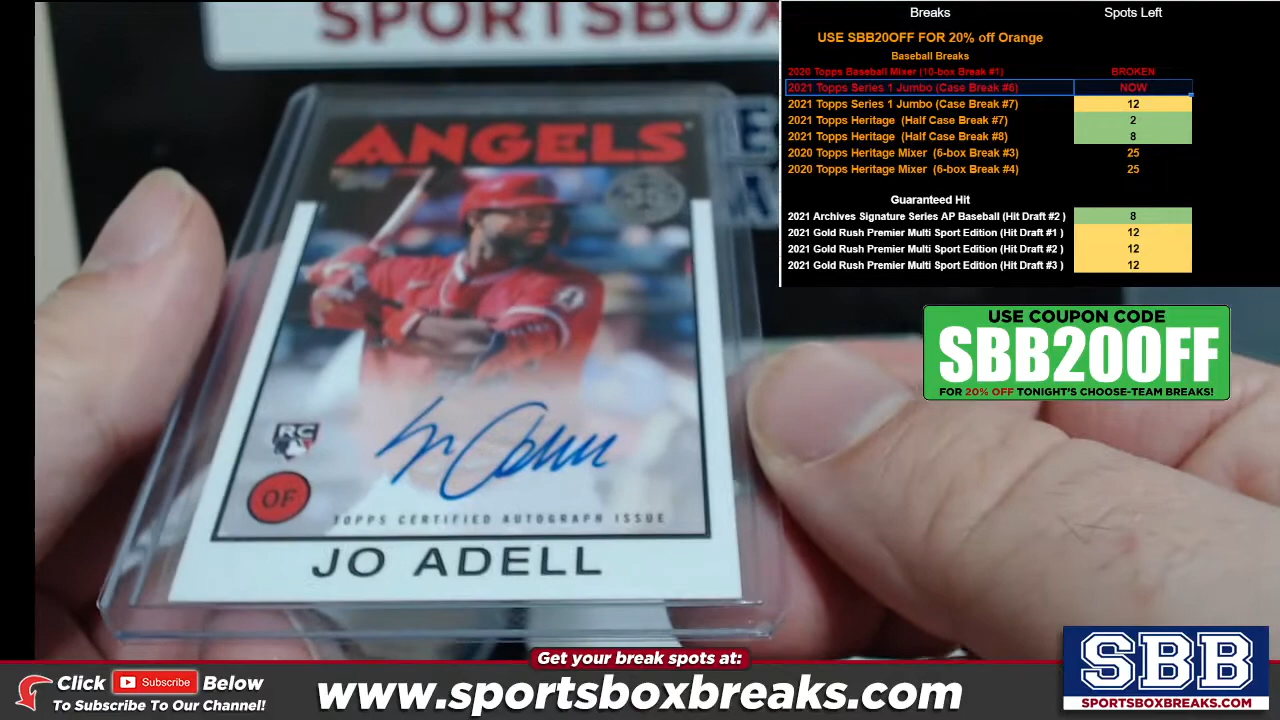 SPORTSBOX
ANGELS
Topps
35
RC
OF
TOPPS CERTIFIED AUTOGRAPH ISSUE
JO ADELL
Breaks Spots Left
USE SBB20OFF FOR 20% off Orange
Baseball Breaks
2020 Topps Baseball Mixer (10-box Break #1) BROKEN
2021 Topps Series 1 Jumbo (Case Break #6) NOW
2021 Topps Series 1 Jumbo (Case Break #7) 12
2021 Topps Heritage (Half Case Break #7) 2
2021 Topps Heritage (Half Case Break #8) 8
2020 Topps Heritage Mixer (6-box Break #3) 25
2020 Topps Heritage Mixer (6-box Break #4) 25
Guaranteed Hit
2021 Archives Signature Series AP Baseball (Hit Draft #2 ) 8
2021 Gold Rush Premier Multi Sport Edition (Hit Draft #1 ) 12
2021 Gold Rush Premier Multi Sport Edition (Hit Draft #2 ) 12
2021 Gold Rush Premier Multi Sport Edition (Hit Draft #3 ) 12
USE COUPON CODE
SBB20OFF
FOR 20% OFF TONIGHT'S CHOOSE-TEAM BREAKS!
Get your break spots at:
Click Subscribe Below
To Subscribe To Our Channel!
www.sportsboxbreaks.com
SBB
SPORTSBOXBREAKS.COM